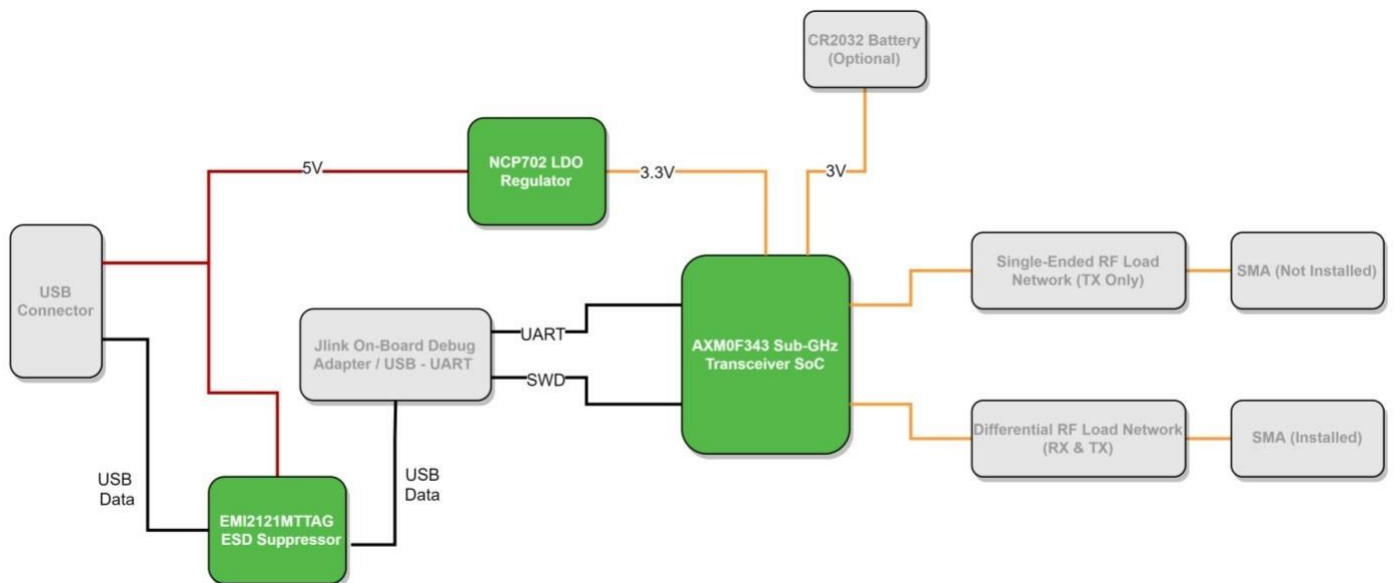 CR2032 Battery
(Optional)
NCP702 LDO
Regulator
5V
3.3V
3V
USB
Connector
Single-Ended RF Load
Network (TX Only)
SMA (Not Installed)
Jlink On-Board Debug
Adapter / USB - UART
UART
SWD
AXM0F343 Sub-GHz
Transceiver SoC
Differential RF Load Network
(RX & TX)
SMA (Installed)
USB
Data
USB
Data
EMI2121MTTAG
ESD Suppressor